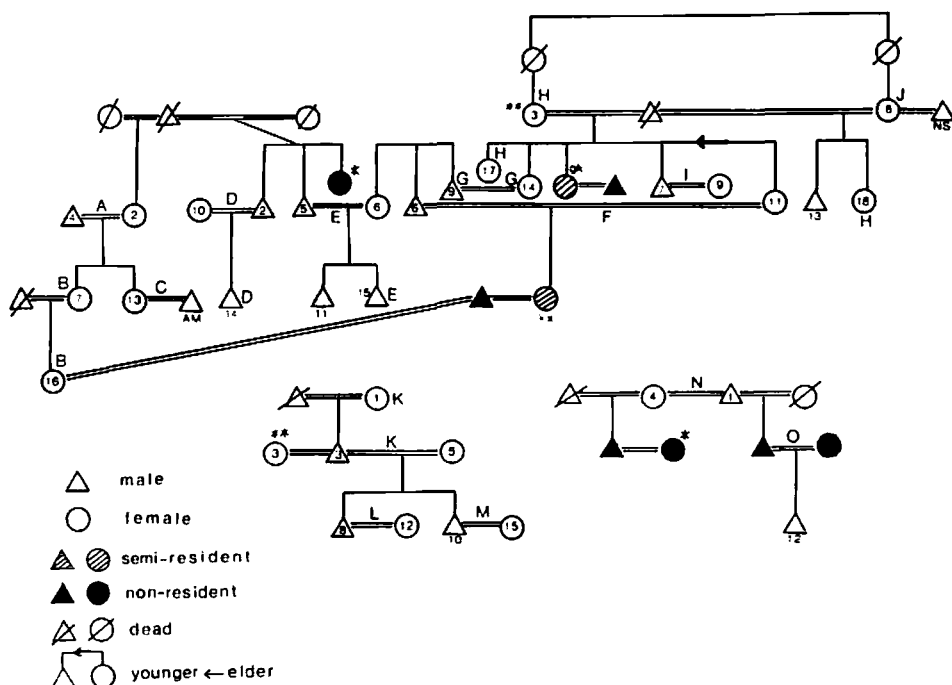 H
J
** 3
8
NS
H
17
G
G
14
9
I
9
11
13
18
H
A
4
2
10
D
2
5
E
6
6
F
B
7
13
C
AM
14
D
11
15
E
**
B
16
1
K
**
3
3
K
5
8
L
12
10
M
15
N
4
1
*
O
12
male
female
semi-resident
non-resident
dead
younger ← elder